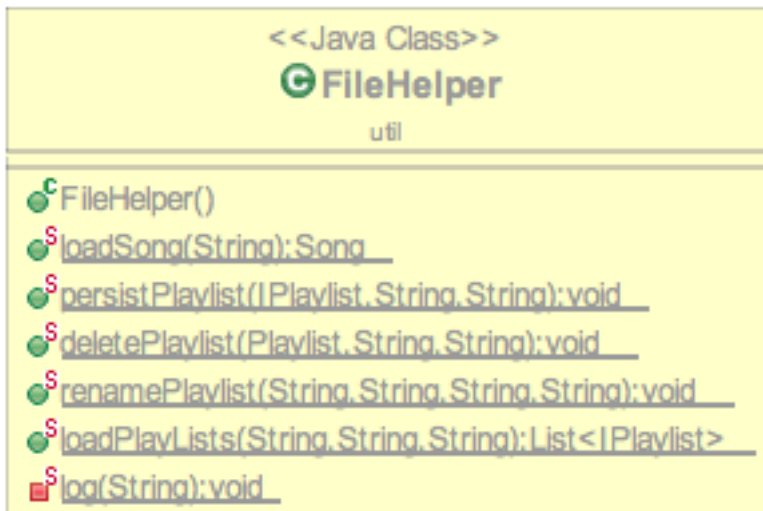 <<Java Class>>
C FileHelper
util
C FileHelper()
S loadSong(String):Song
S persistPlaylist(IPlaylist,String,String):void
S deletePlaylist(Playlist,String,String):void
S renamePlaylist(String,String,String,String):void
S loadPlayLists(String,String,String):List<IPlaylist>
S log(String):void